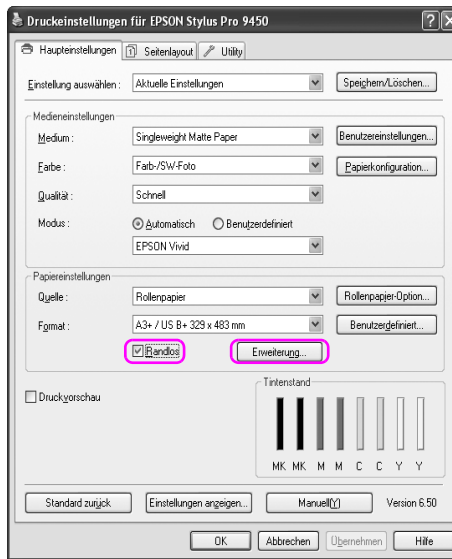 Druckeinstellungen für EPSON Stylus Pro 9450
Haupteinstellungen Seitenlayout Utility
Einstellung auswählen : Aktuelle Einstellungen Speichern/Löschen...
Medieneinstellungen
Medium : Singleweight Matte Paper Benutzereinstellungen...
Farbe : Farb-/SW-Foto Papierkonfiguration...
Qualität : Schnell
Modus : Automatisch Benutzerdefiniert
EPSON Vivid
Papiereinstellungen
Quelle : Rollenpapier Rollenpapier-Option...
Format : A3+ / US B+ 329 x 483 mm Benutzerdefiniert...
Randlos Erweiterung...
Druckvorschau
Tintenstand
MK MK M M C C Y Y
Standard zurück Einstellungen anzeigen... Manuell(Y) Version 6.50
OK Abbrechen Übernehmen Hilfe